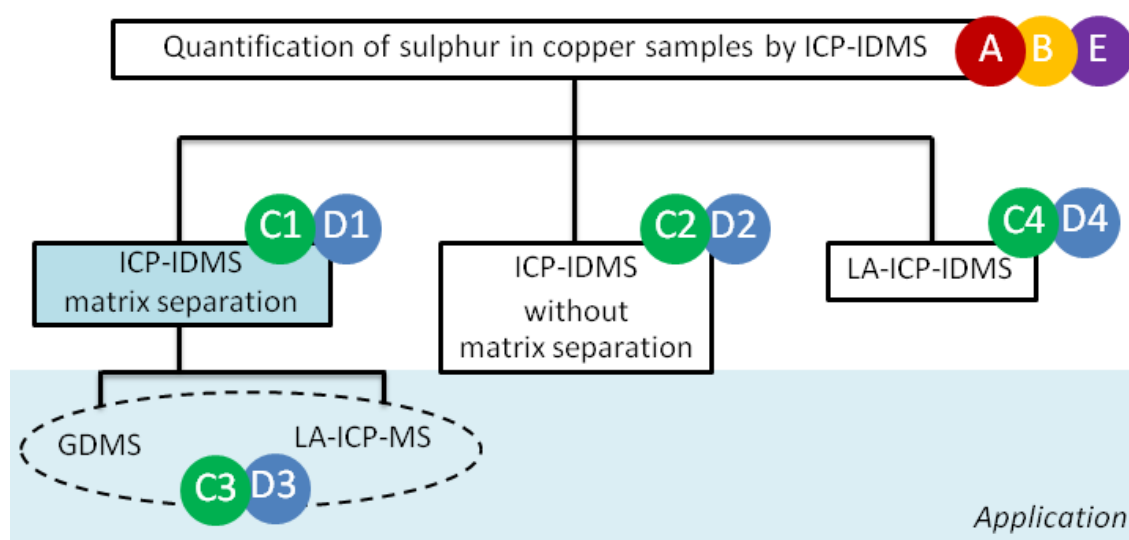 Quantification of sulphur in copper samples by ICP-IDMS
A B E
C1 D1
C2 D2
C4 D4
ICP-IDMS
matrix separation
ICP-IDMS
without
matrix separation
LA-ICP-IDMS
GDMS
LA-ICP-MS
C3 D3
Application